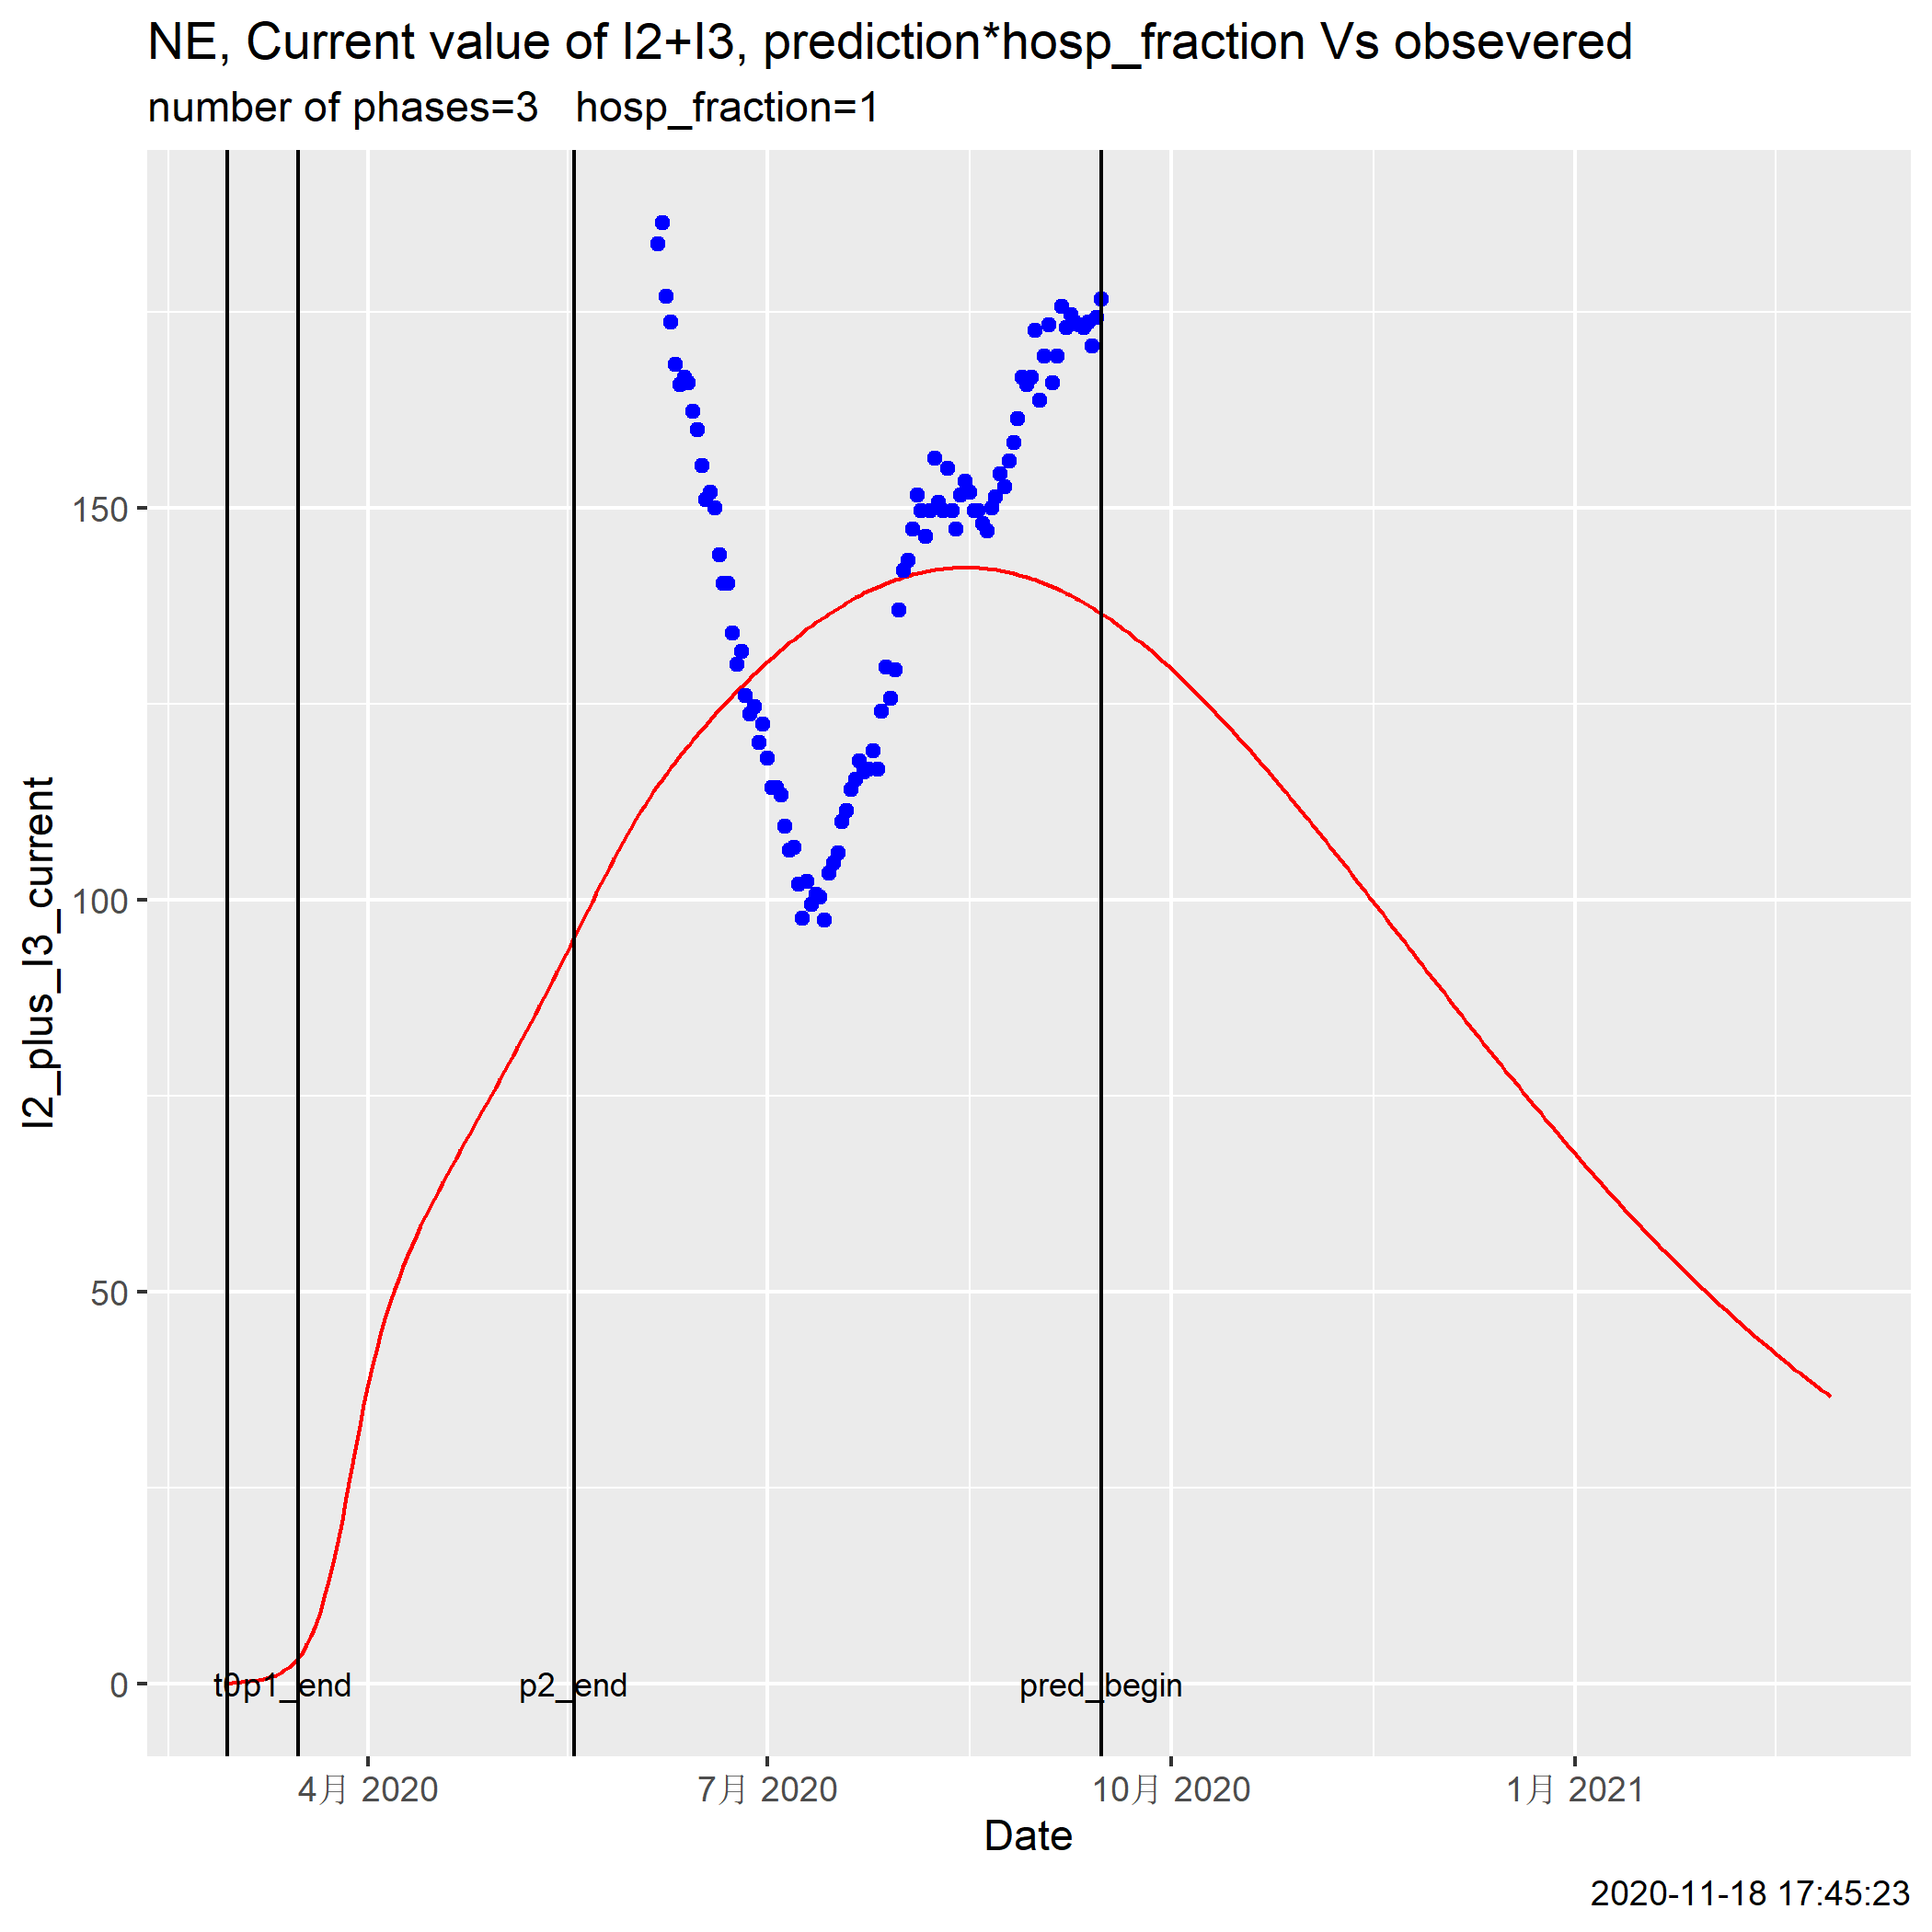 NE, Current value of I2+I3, prediction*hosp_fraction Vs obsevered
number of phases=3 hosp_fraction=1
I2_plus_I3_current
150
100
50
0
t0p1_end
p2_end
pred_begin
4月 2020
7月 2020
10月 2020
1月 2021
Date
2020-11-18 17:45:23